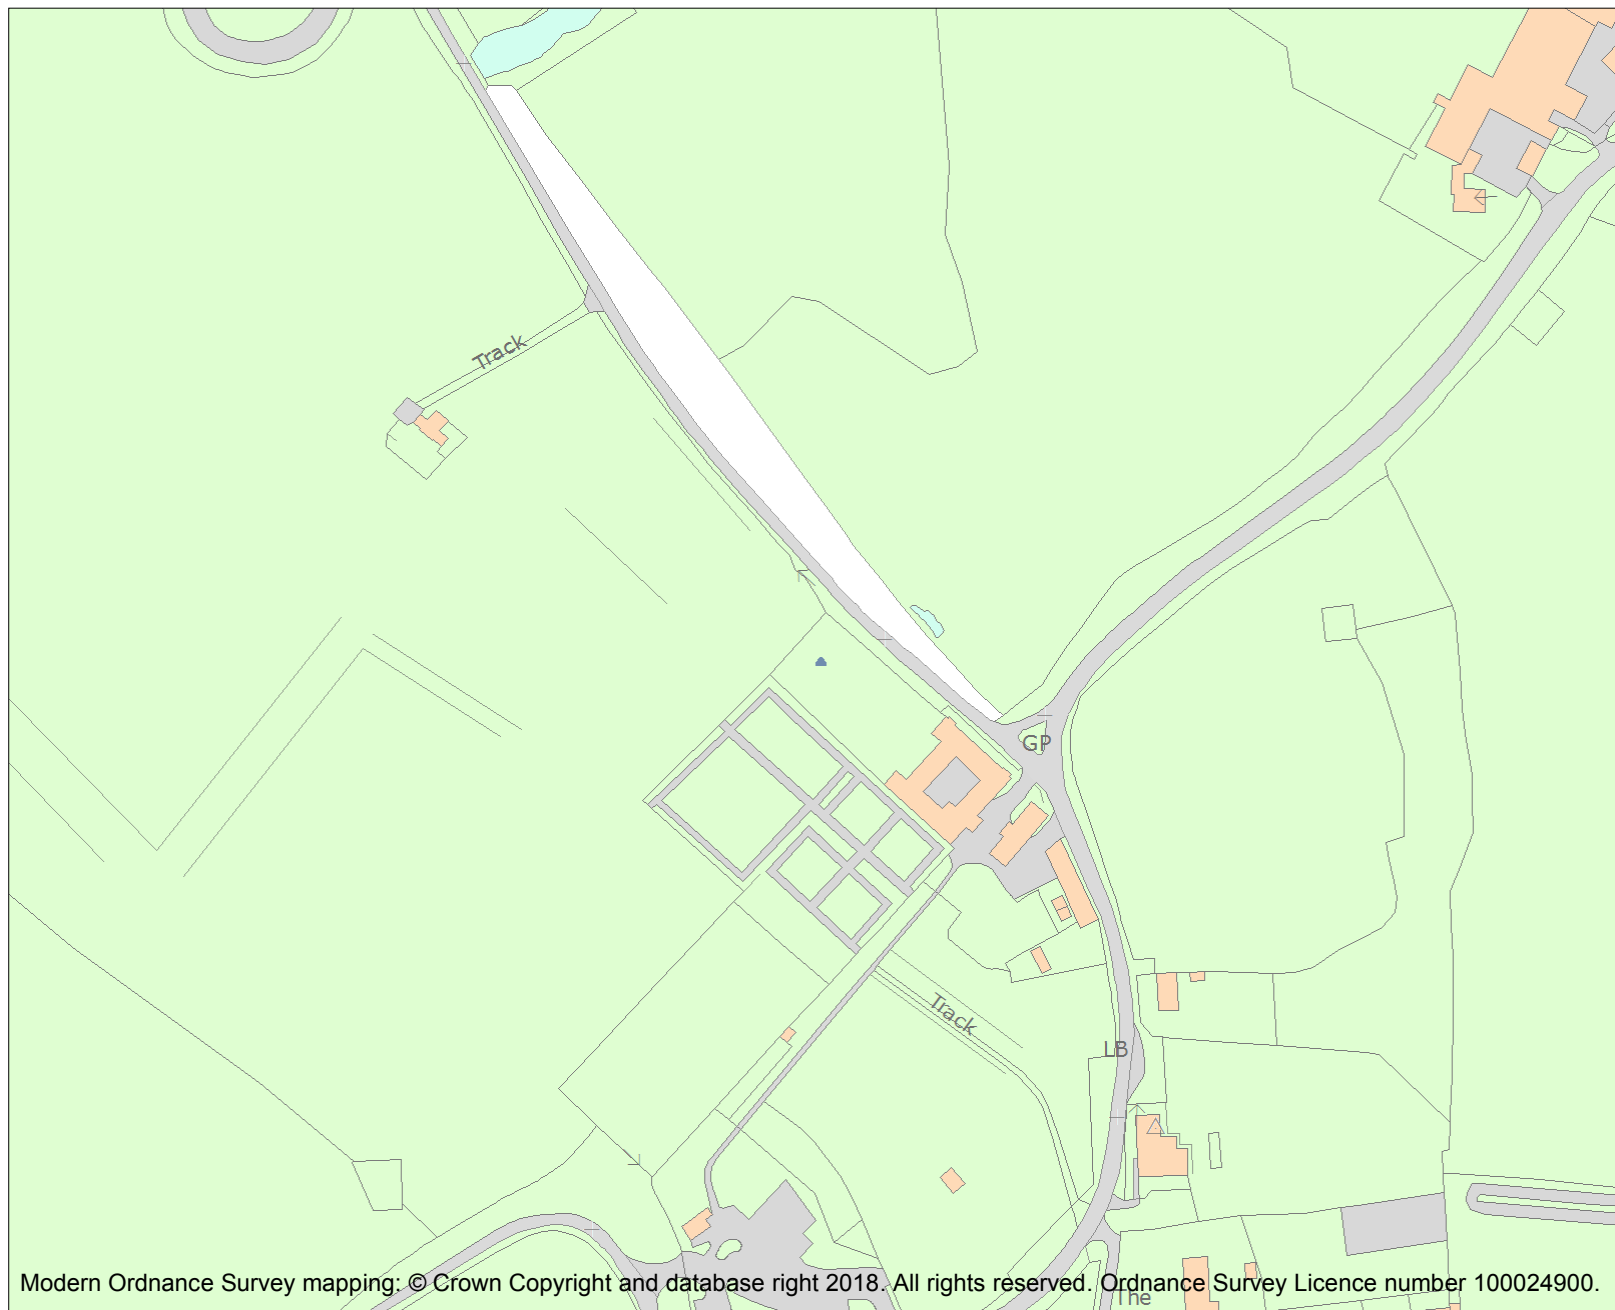 Track
GP
Track
LB
Modern Ordnance Survey mapping: © Crown Copyright and database right 2018. All rights reserved. Ordnance Survey Licence number 100024900.
The